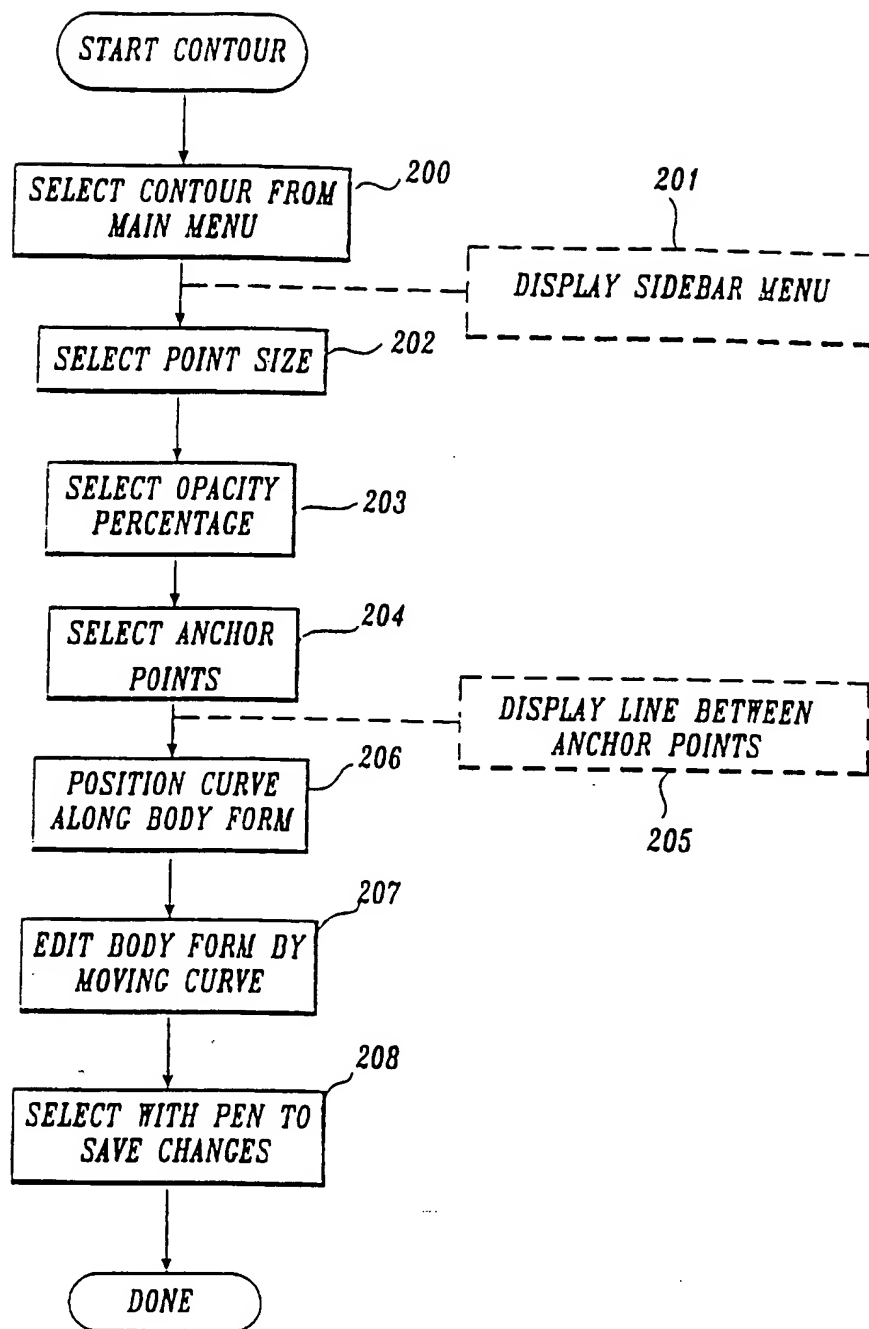 START CONTOUR
200
SELECT CONTOUR FROM
MAIN MENU
201
DISPLAY SIDEBAR MENU
SELECT POINT SIZE
202
SELECT OPACITY
PERCENTAGE
203
204
SELECT ANCHOR
POINTS
DISPLAY LINE BETWEEN
ANCHOR POINTS
205
206
POSITION CURVE
ALONG BODY FORM
207
EDIT BODY FORM BY
MOVING CURVE
208
SELECT WITH PEN TO
SAVE CHANGES
DONE